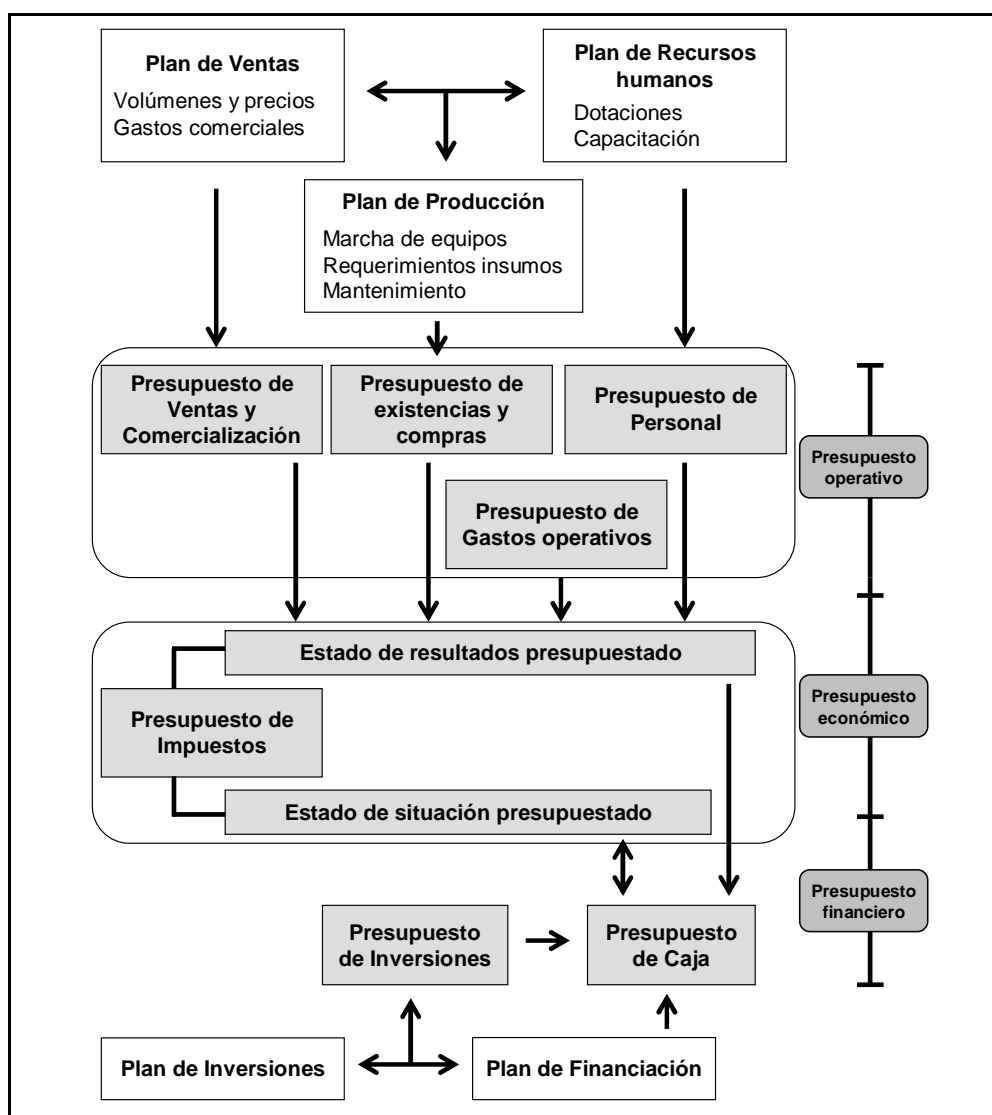 Plan de Ventas
Volúmenes y precios
Gastos comerciales
Plan de Recursos
humanos
Dotaciones
Capacitación
Plan de Producción
Marcha de equipos
Requerimientos insumos
Mantenimiento
Presupuesto de
Ventas y
Comercialización
Presupuesto de
existencias y
compras
Presupuesto de
Personal
Presupuesto
operativo
Presupuesto de
Gastos operativos
Estado de resultados presupuestado
Presupuesto de
Impuestos
Presupuesto
económico
Estado de situación presupuestado
Presupuesto
financiero
Presupuesto
de Inversiones
Presupuesto
de Caja
Plan de Inversiones
Plan de Financiación